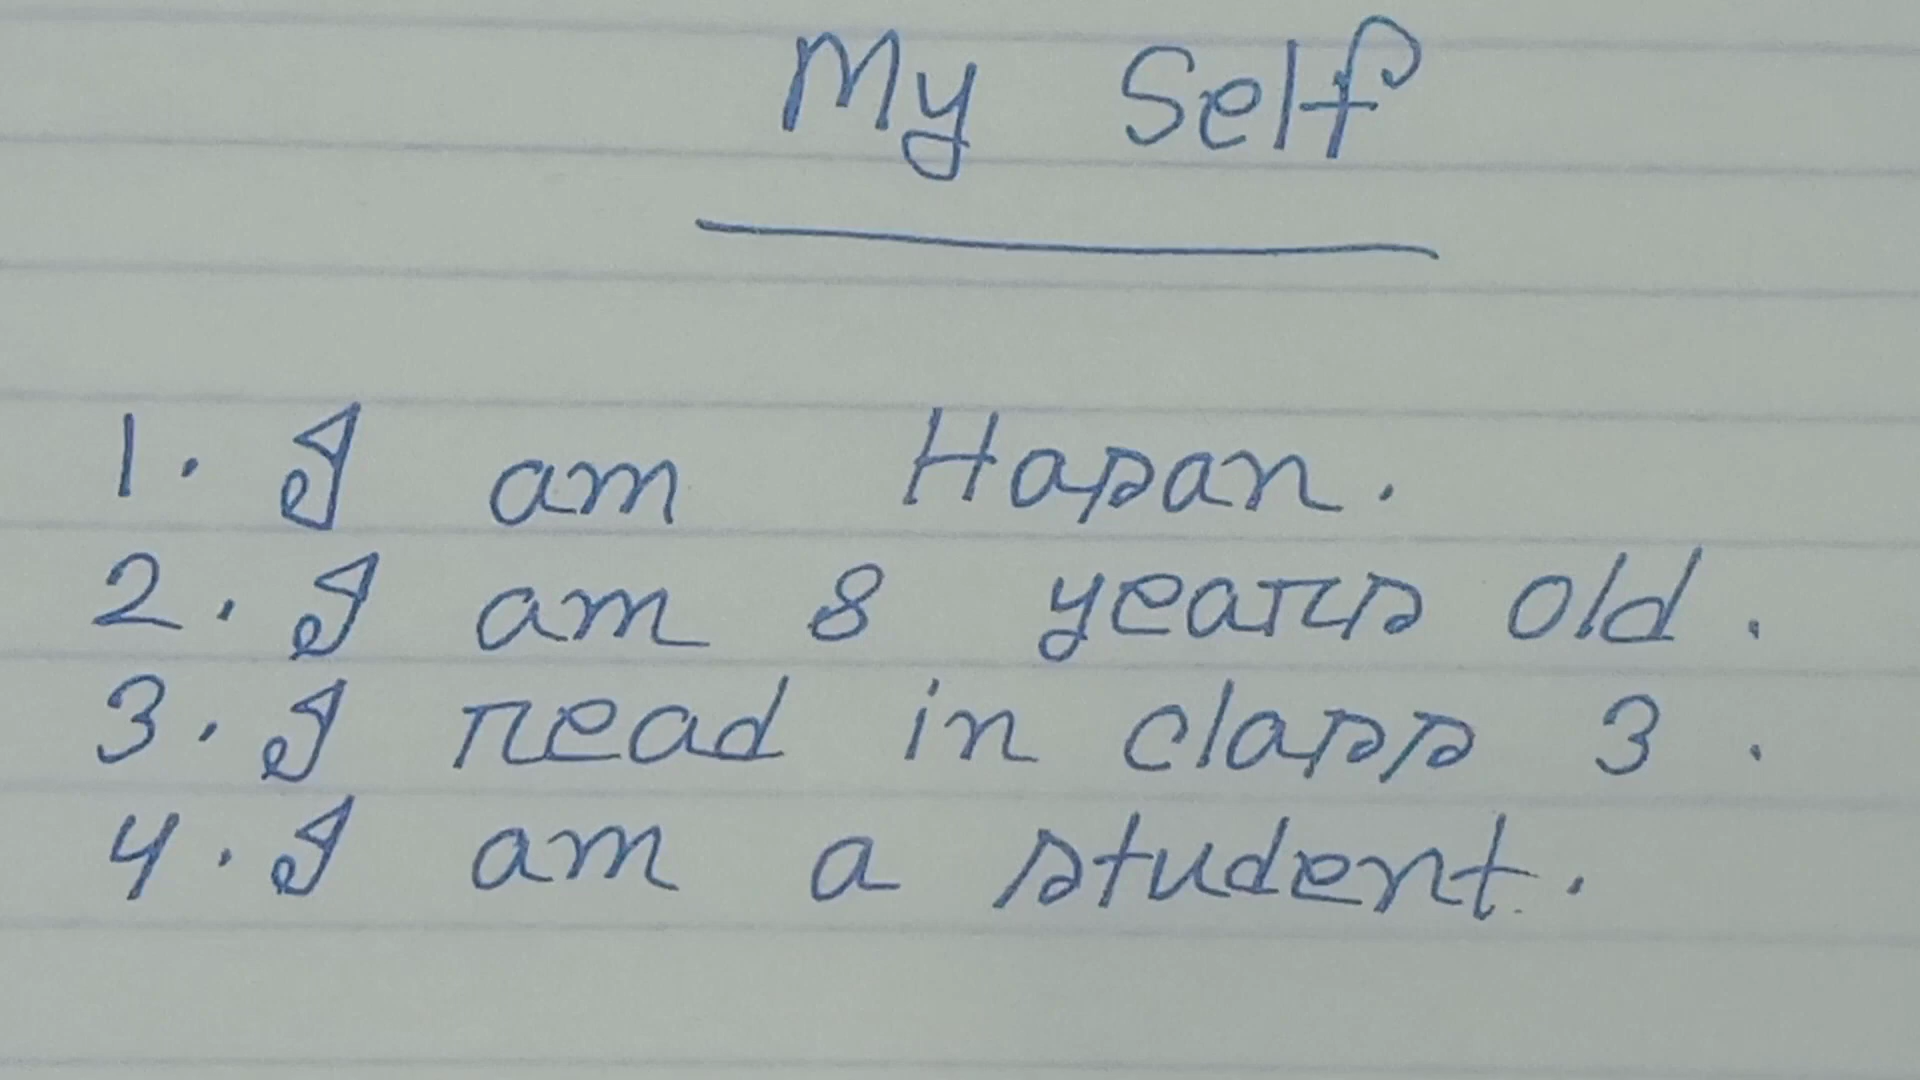 My Self
1. I am Hasan.
2. I am 8 years old.
3. I read in class 3.
4. I am a student.